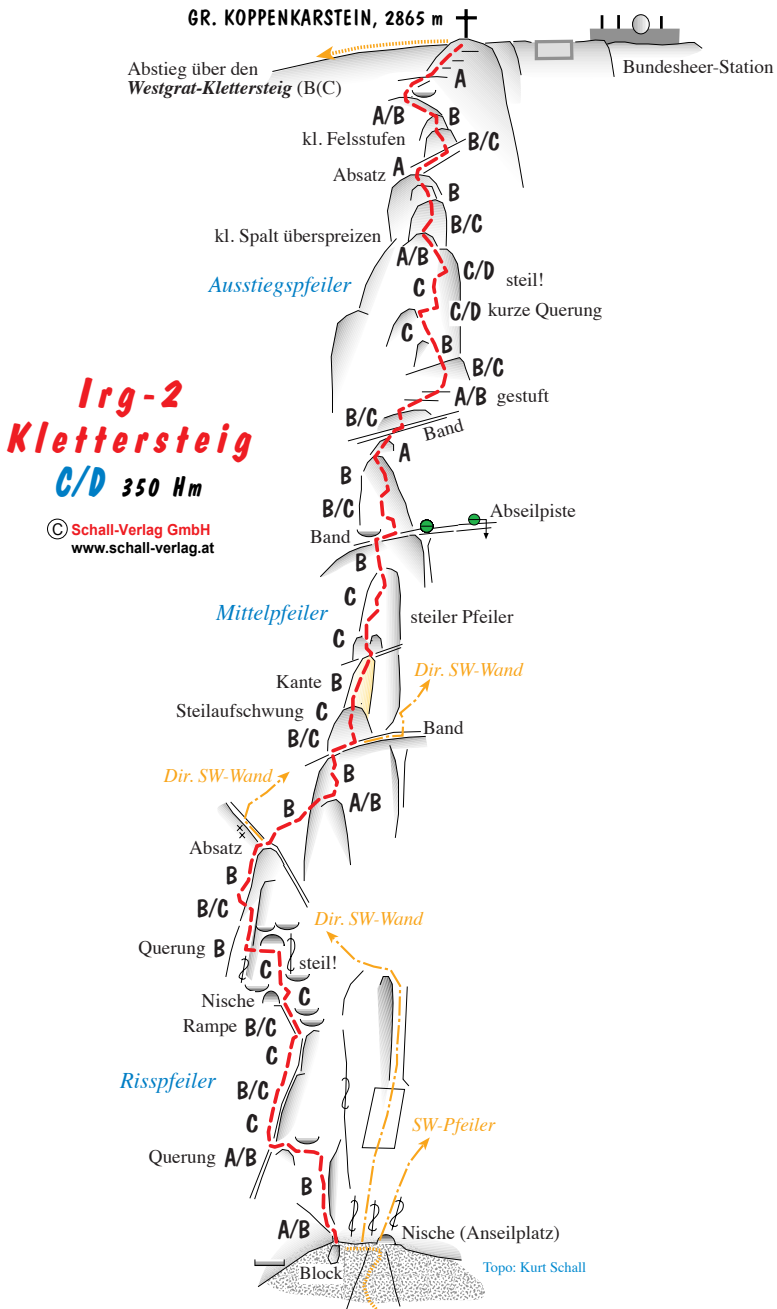 GR. KOPPENKARSTEIN, 2865 m
Abstieg über den
Westgrat-Klettersteig (B(C)
Bundesheer-Station
A
A/B
B
kl. Felsstufen
B/C
A
Absatz
B
B/C
kl. Spalt überspreizen
A/B
C/D
steil!
Ausstiegspfeiler
C
C/D kurze Querung
C
B
B/C
A/B gestuft
Irg-2
Klettersteig
C/D 350 Hm
B/C
Band
A
B
B/C
Abseilpiste
© Schall-Verlag GmbH
www.schall-verlag.at
Band
B
C
Mittelpfeiler
steiler Pfeiler
C
Dir. SW-Wand
Kante B
Steilaufschwung C
B/C
Band
Dir. SW-Wand
B
A/B
B
Absatz
B
B/C
Dir. SW-Wand
Querung B
C
steil!
Nische
C
Rampe B/C
C
Risspfeiler
B/C
C
SW-Pfeiler
Querung A/B
B
A/B
Nische (Anseilplatz)
Block
Topo: Kurt Schall